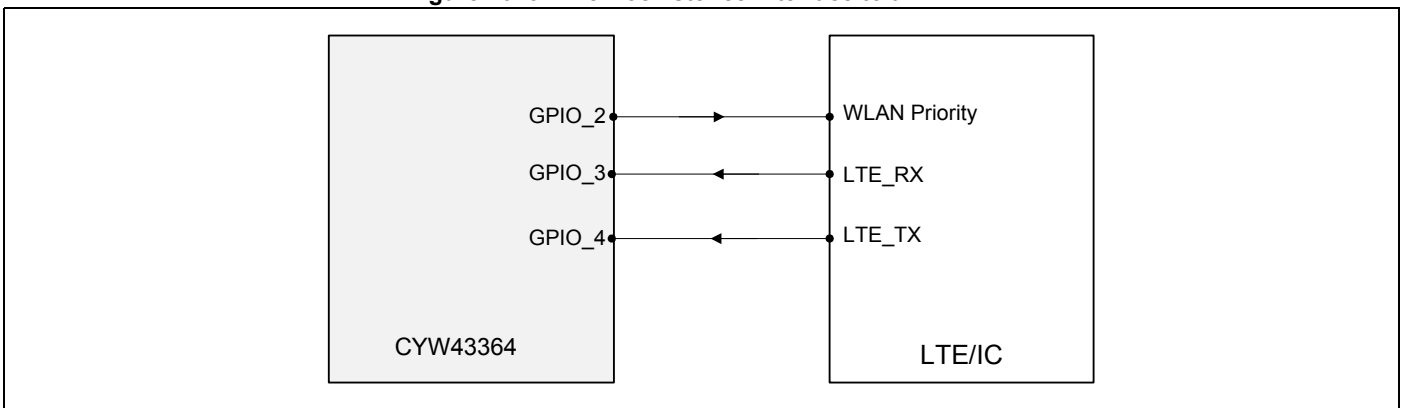 GPIO_2 WLAN Priority
GPIO_3 LTE_RX
GPIO_4 LTE_TX
CYW43364 LTE/IC